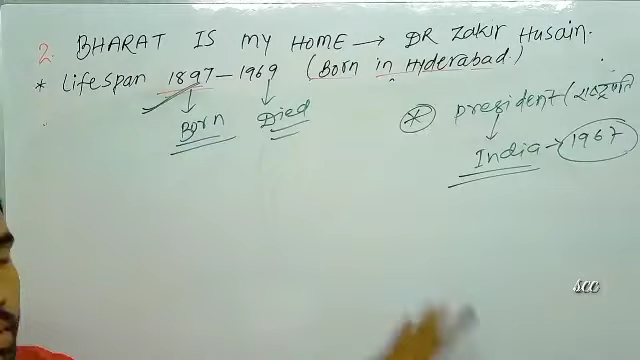 2. BHARAT IS MY HOME → DR Zakir Husain.
* Lifespan 1897 – 1969 (Born in Hyderabad)
Born Died
* president (राष्ट्रपति
India → 1967
scc